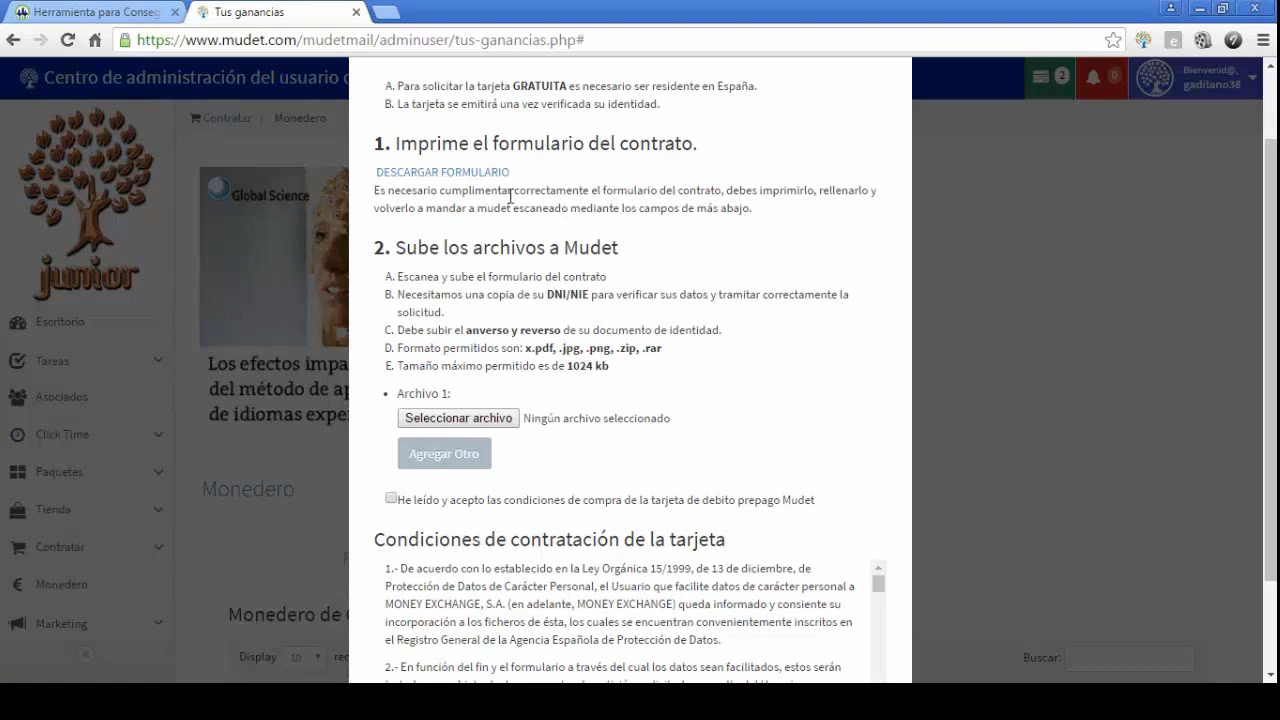 Herramienta para Conseg
Tus ganancias
https://www.mudet.com/mudetmail/adminuser/tus-ganancias.php#
Centro de administración del usuario
2
0
Bienvenid@,
gaditano38
Contratar
Monedero
junior
Escritorio
Tareas
Asociados
Click Time
Paquetes
Tienda
Contratar
Monedero
Marketing
Global Science
Los efectos impa
del método de ap
de idiomas expe
Monedero
Monedero de
Display 10 rec
Buscar:
A. Para solicitar la tarjeta GRATUITA es necesario ser residente en España.
B. La tarjeta se emitirá una vez verificada su identidad.
1. Imprime el formulario del contrato.
DESCARGAR FORMULARIO
Es necesario cumplimentar correctamente el formulario del contrato, debes imprimirlo, rellenarlo y
volverlo a mandar a mudet escaneado mediante los campos de más abajo.
2. Sube los archivos a Mudet
A. Escanea y sube el formulario del contrato
B. Necesitamos una copia de su DNI/NIE para verificar sus datos y tramitar correctamente la
solicitud.
C. Debe subir el anverso y reverso de su documento de identidad.
D. Formato permitidos son: x.pdf, .jpg, .png, .zip, .rar
E. Tamaño máximo permitido es de 1024 kb
• Archivo 1:
Seleccionar archivo Ningún archivo seleccionado
Agregar Otro
He leído y acepto las condiciones de compra de la tarjeta de debito prepago Mudet
Condiciones de contratación de la tarjeta
1.- De acuerdo con lo establecido en la Ley Orgánica 15/1999, de 13 de diciembre, de
Protección de Datos de Carácter Personal, el Usuario que facilite datos de carácter personal a
MONEY EXCHANGE, S.A. (en adelante, MONEY EXCHANGE) queda informado y consiente su
incorporación a los ficheros de ésta, los cuales se encuentran convenientemente inscritos en
el Registro General de la Agencia Española de Protección de Datos.
2.- En función del fin y el formulario a través del cual los datos sean facilitados, estos serán